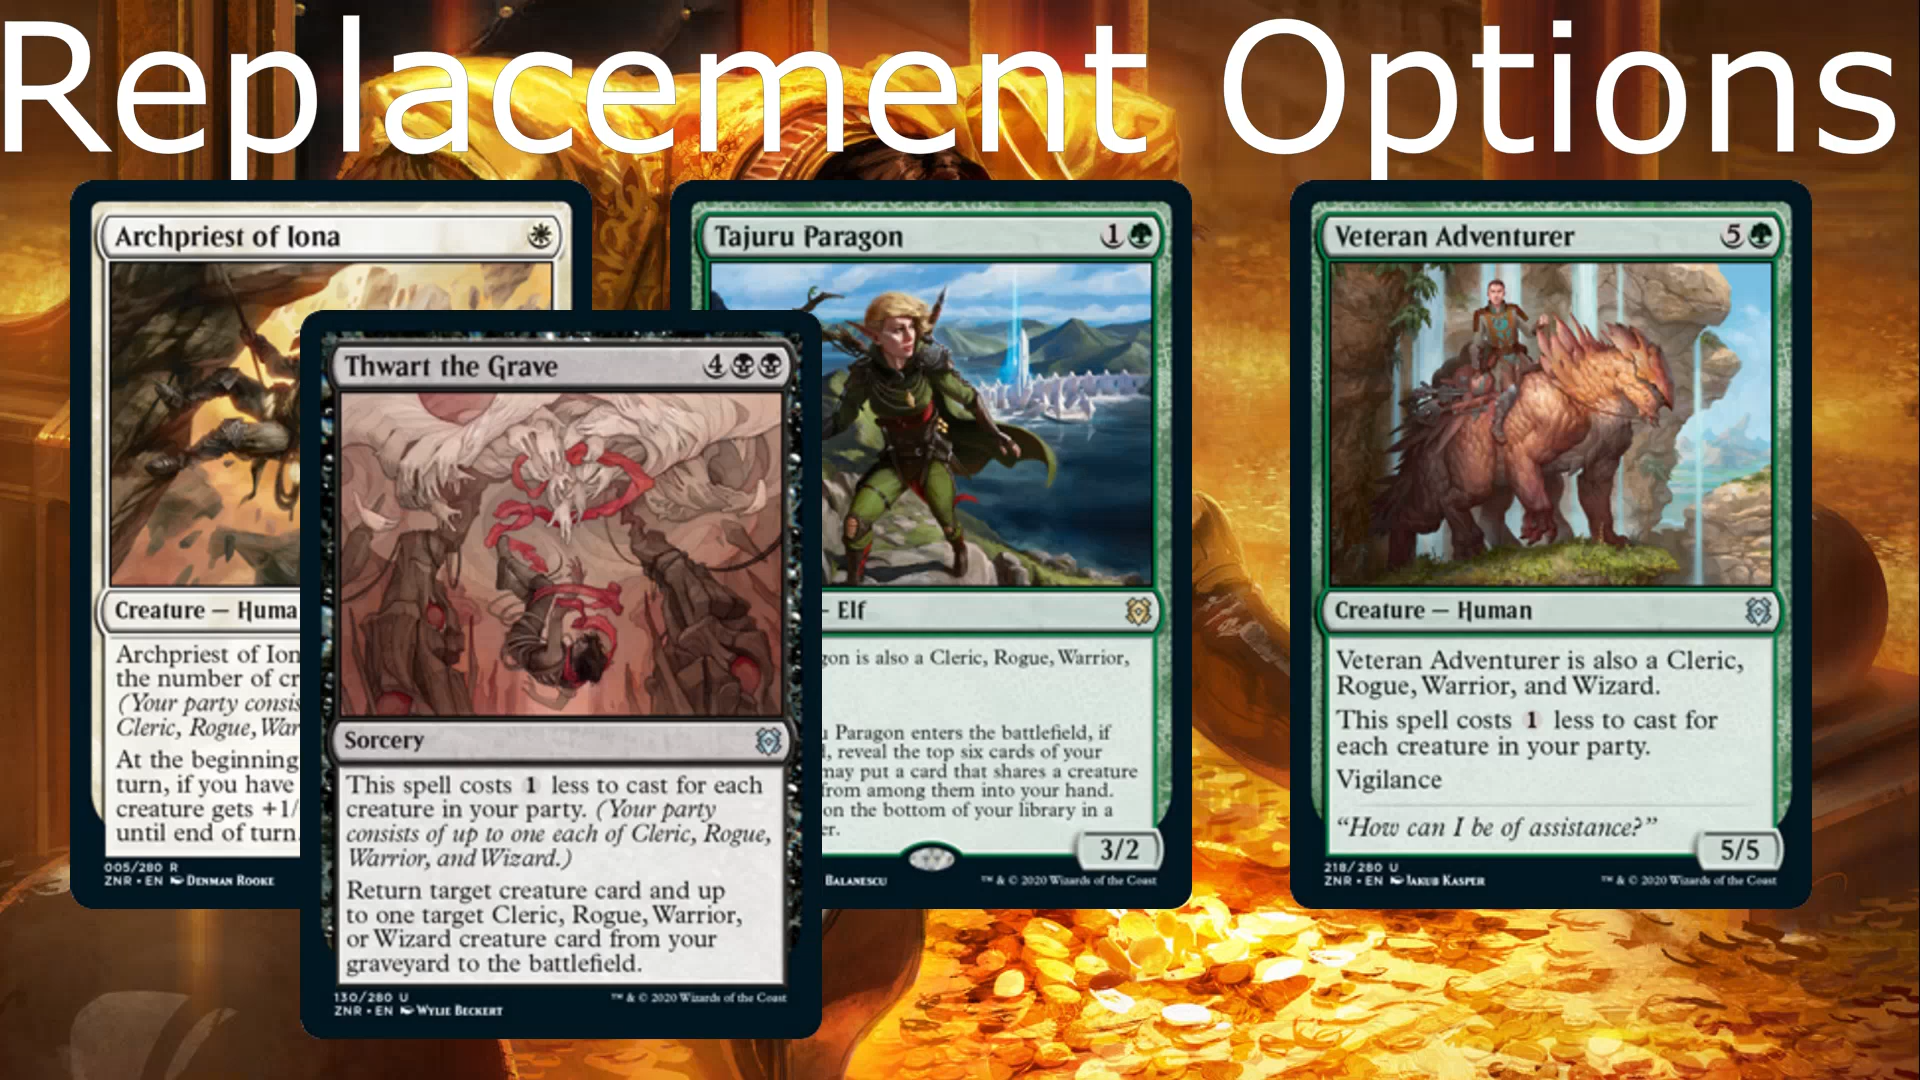 Replacement Options
Archpriest of Iona
Creature — Huma
Archpriest of Ion
the number of cr
(Your party consis
Cleric, Rogue, War
At the beginning
turn, if you have
creature gets +1/
until end of turn.
005/280 R
ZNR • EN DENMAN ROOKE
Thwart the Grave 4
Sorcery
This spell costs 1 less to cast for each
creature in your party. (Your party
consists of up to one each of Cleric, Rogue,
Warrior, and Wizard.)
Return target creature card and up
to one target Cleric, Rogue, Warrior,
or Wizard creature card from your
graveyard to the battlefield.
130/280 U
ZNR • EN WYLIE BECKERT
™ & © 2020 Wizards of the Coast
Tajuru Paragon 1
— Elf
gon is also a Cleric, Rogue, Warrior,
u Paragon enters the battlefield, if
d, reveal the top six cards of your
may put a card that shares a creature
from among them into your hand.
on the bottom of your library in a
er.
3/2
BALANESCU
™ & © 2020 Wizards of the Coast
Veteran Adventurer 5
Creature — Human
Veteran Adventurer is also a Cleric,
Rogue, Warrior, and Wizard.
This spell costs 1 less to cast for
each creature in your party.
Vigilance
“How can I be of assistance?”
5/5
218/280 U
ZNR • EN JAKUB KASPER
™ & © 2020 Wizards of the Coast